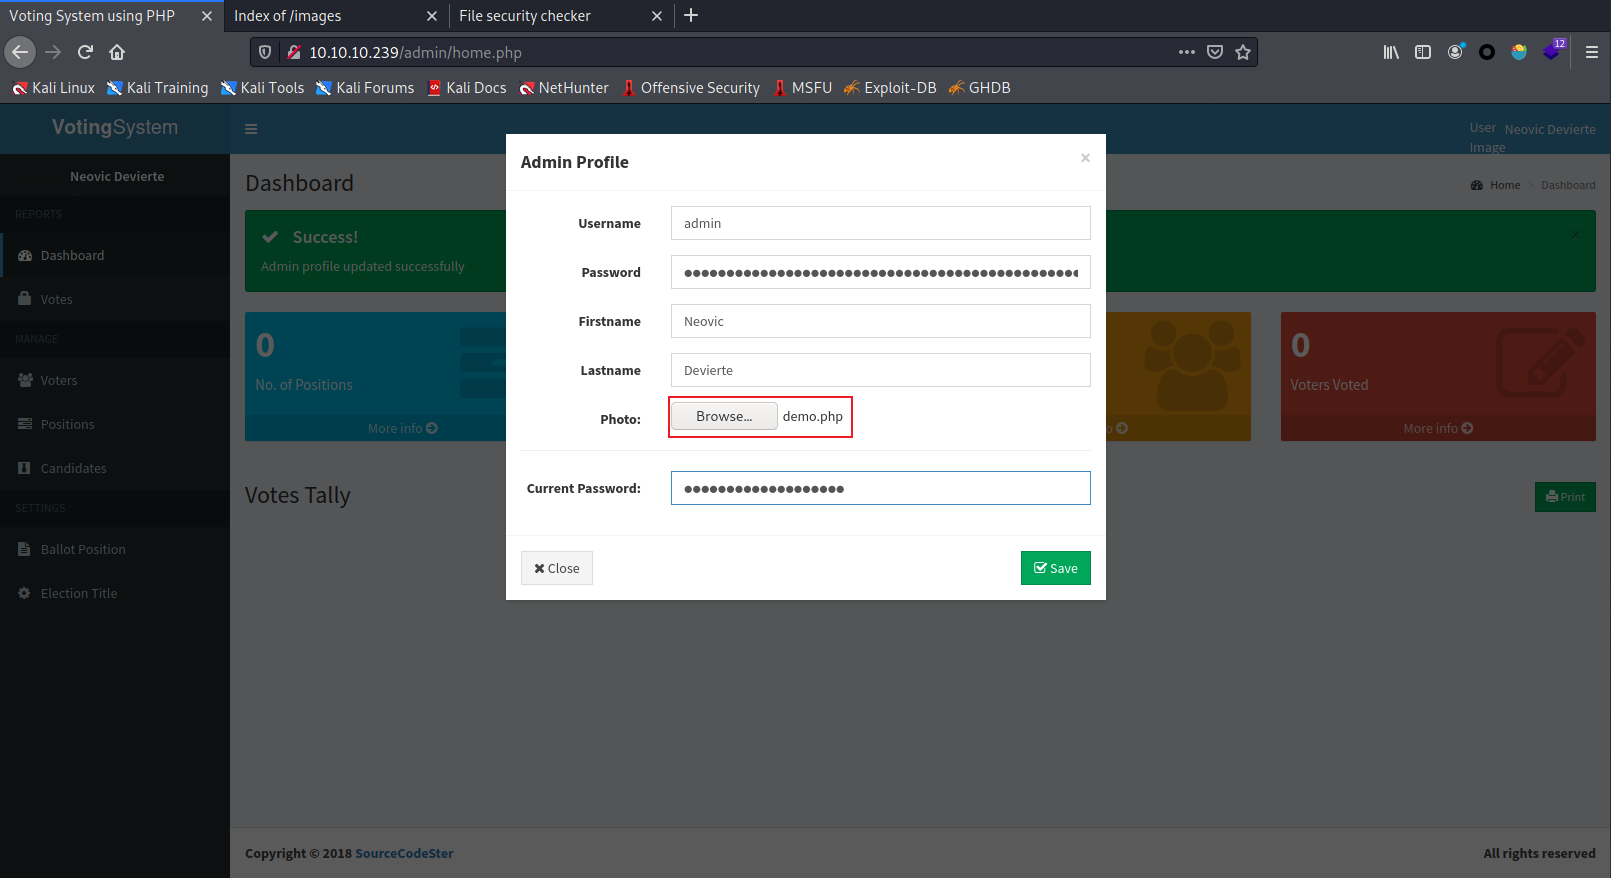 Voting System using PHP
Index of /images
File security checker
10.10.10.239/admin/home.php
12
Kali Linux
Kali Training
Kali Tools
Kali Forums
Kali Docs
NetHunter
Offensive Security
MSFU
Exploit-DB
GHDB
VotingSystem
User Image
Neovic Devierte
Neovic Devierte
REPORTS
Dashboard
Votes
MANAGE
Voters
Positions
Candidates
SETTINGS
Ballot Position
Election Title
Dashboard
Home > Dashboard
Success!
Admin profile updated successfully
0
No. of Positions
More info
o
0
Voters Voted
More info
Votes Tally
Print
Admin Profile
×
Username
admin
Password
Firstname
Neovic
Lastname
Devierte
Photo:
Browse...
demo.php
Current Password:
Close
Save
Copyright © 2018 SourceCodeSter
All rights reserved